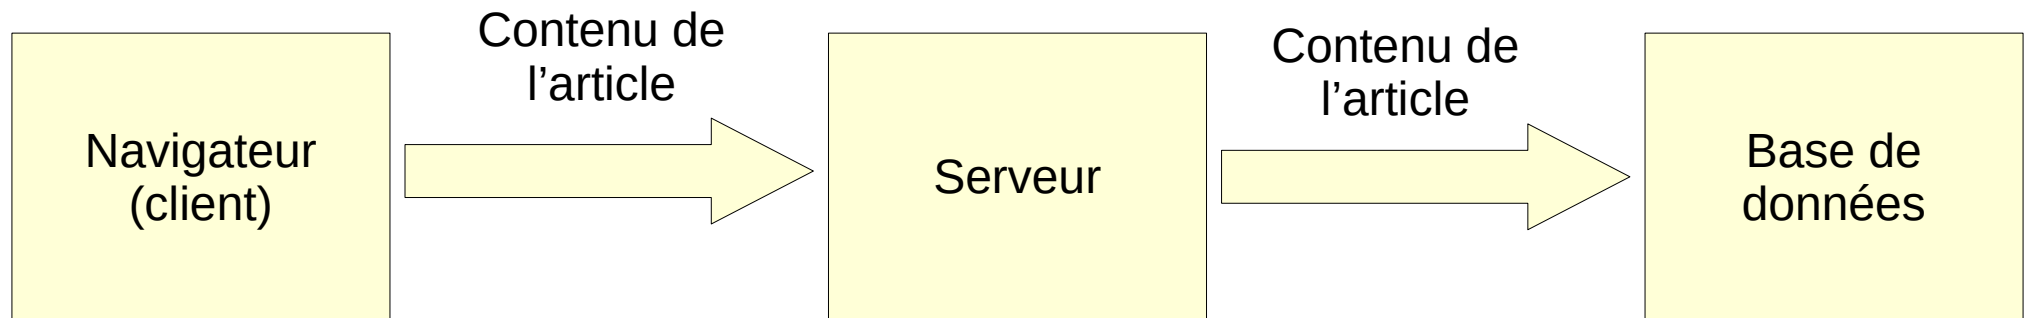 Navigateur
(client)
Contenu de
l’article
Serveur
Contenu de
l’article
Base de
données